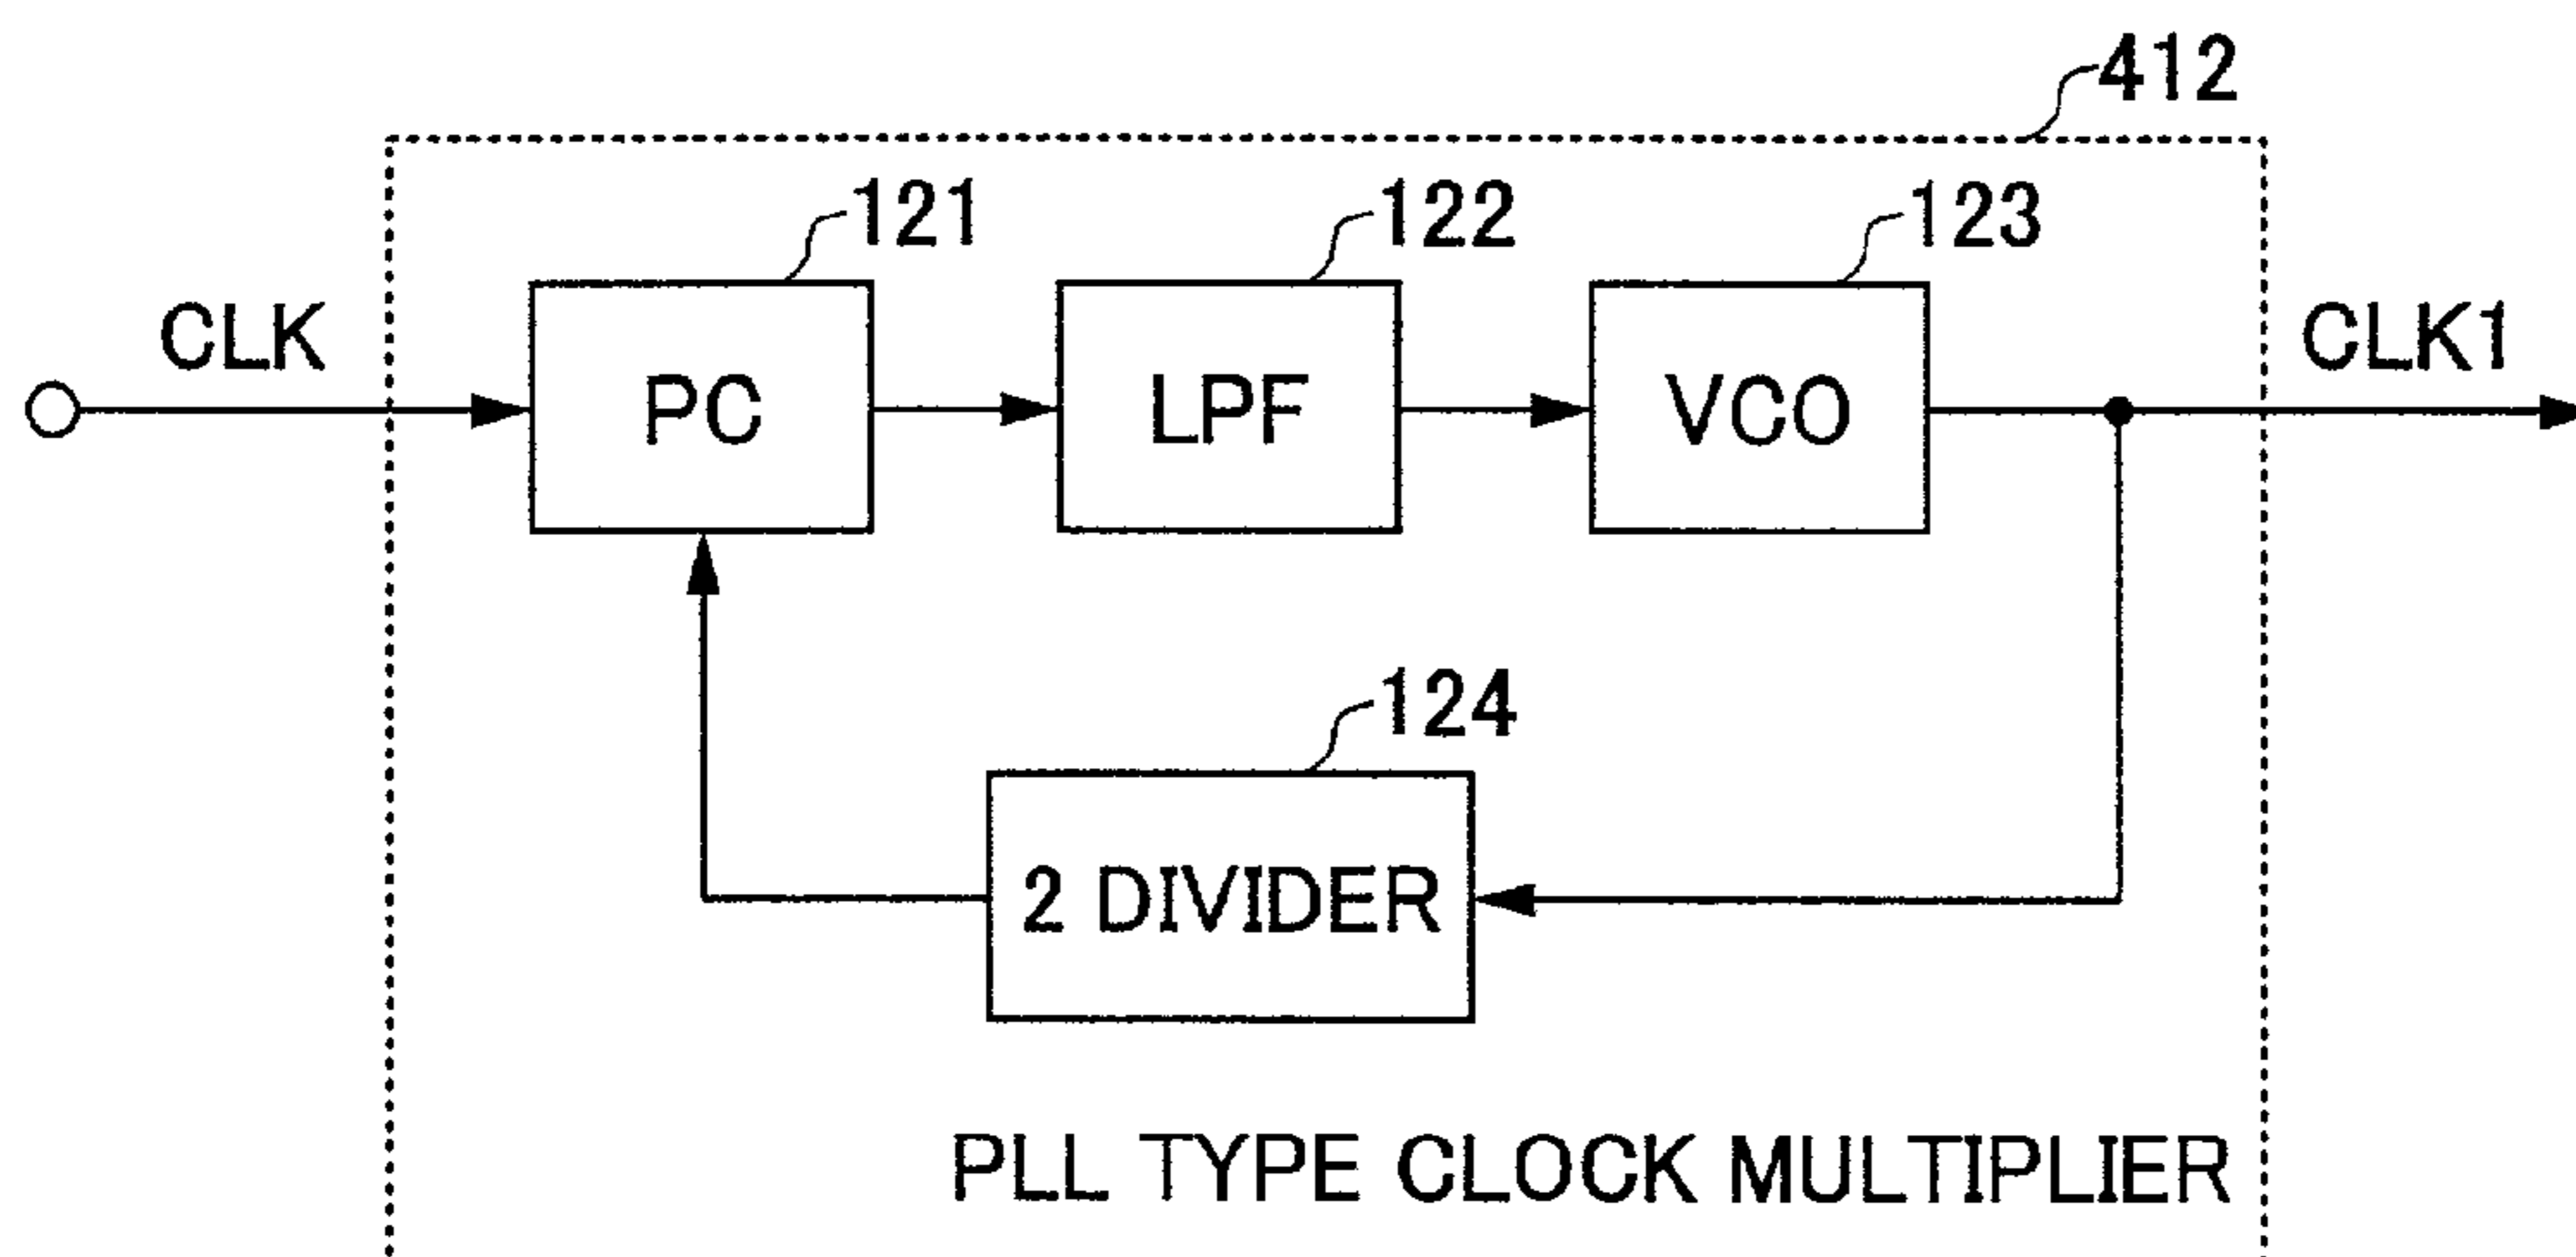 412
121
122
123
CLK
PC
LPF
VCO
CLK1
124
2 DIVIDER
PLL TYPE CLOCK MULTIPLIER